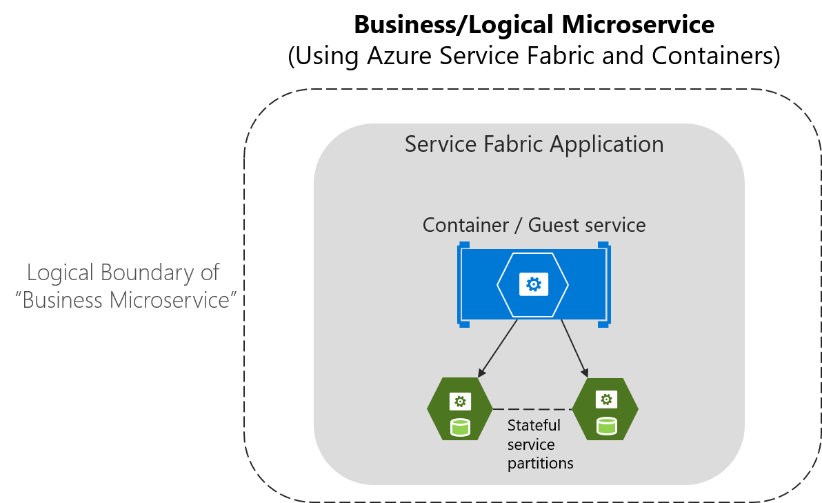 Business/Logical Microservice
(Using Azure Service Fabric and Containers)
Service Fabric Application
Container / Guest service
Logical Boundary of
“Business Microservice”
Stateful
service
partitions